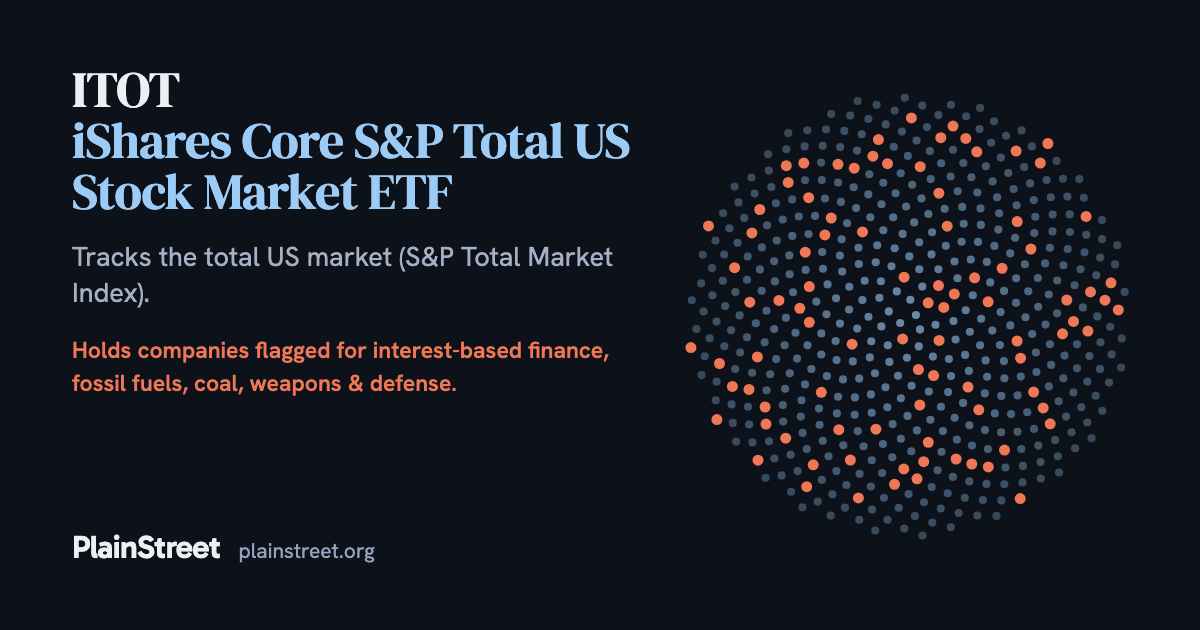 ITOT
iShares Core S&P Total US
Stock Market ETF
Tracks the total US market (S&P Total Market
Index).
Holds companies flagged for interest-based finance,
fossil fuels, coal, weapons & defense.
PlainStreet plainstreet.org